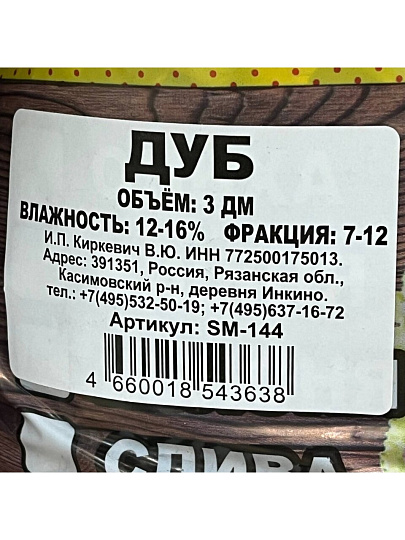 ДУБ
ОБЪЁМ: 3 ДМ
ВЛАЖНОСТЬ: 12-16% ФРАКЦИЯ: 7-12
И.П. Киркевич В.Ю. ИНН 772500175013.
Адрес: 391351, Россия, Рязанская обл.,
Касимовский р-н, деревня Инкино.
тел.: +7(495)532-50-19; +7(495)637-16-72
Артикул: SM-144
4 660018 543638
СЛИВА